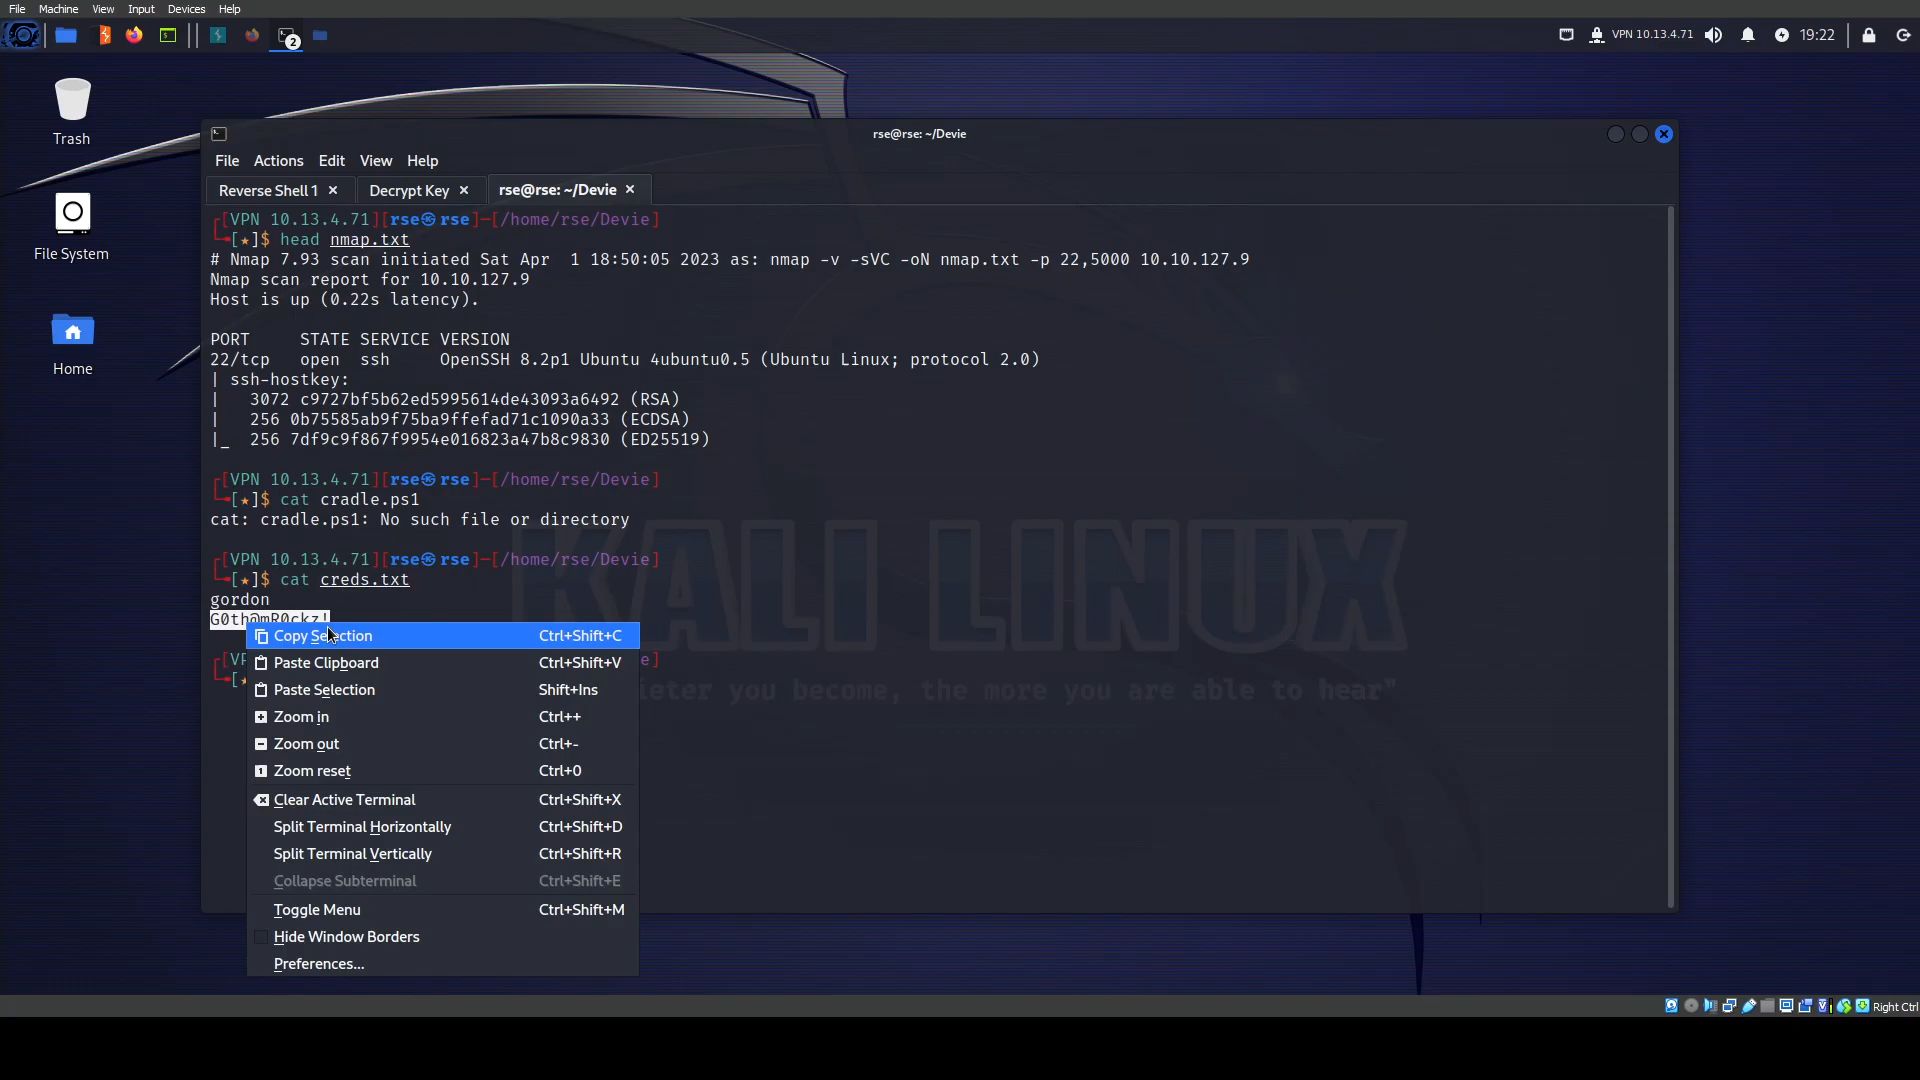 File Machine View Input Devices Help
2
VPN 10.13.4.71
19:22
Trash
File System
Home
rse@rse: ~/Devie
File Actions Edit View Help
Reverse Shell 1
Decrypt Key
rse@rse: ~/Devie
[VPN 10.13.4.71][rse㉿rse]-[/home/rse/Devie]
[★]$ head nmap.txt
# Nmap 7.93 scan initiated Sat Apr  1 18:50:05 2023 as: nmap -v -sVC -oN nmap.txt -p 22,5000 10.10.127.9
Nmap scan report for 10.10.127.9
Host is up (0.22s latency).
PORT     STATE SERVICE VERSION
22/tcp   open  ssh     OpenSSH 8.2p1 Ubuntu 4ubuntu0.5 (Ubuntu Linux; protocol 2.0)
| ssh-hostkey:
|   3072 c9727bf5b62ed5995614de43093a6492 (RSA)
|   256 0b75585ab9f75ba9ffefad71c1090a33 (ECDSA)
|_  256 7df9c9f867f9954e016823a47b8c9830 (ED25519)
[VPN 10.13.4.71][rse㉿rse]-[/home/rse/Devie]
[★]$ cat cradle.ps1
cat: cradle.ps1: No such file or directory
[VPN 10.13.4.71][rse㉿rse]-[/home/rse/Devie]
[★]$ cat creds.txt
gordon
G0th@mR0ckz!
KALI LINUX
you become, the more you are able to hear"
Copy Selection Ctrl+Shift+C
Paste Clipboard Ctrl+Shift+V
Paste Selection Shift+Ins
Zoom in Ctrl++
Zoom out Ctrl+-
Zoom reset Ctrl+0
Clear Active Terminal Ctrl+Shift+X
Split Terminal Horizontally Ctrl+Shift+D
Split Terminal Vertically Ctrl+Shift+R
Collapse Subterminal Ctrl+Shift+E
Toggle Menu Ctrl+Shift+M
Hide Window Borders
Preferences...
Right Ctrl